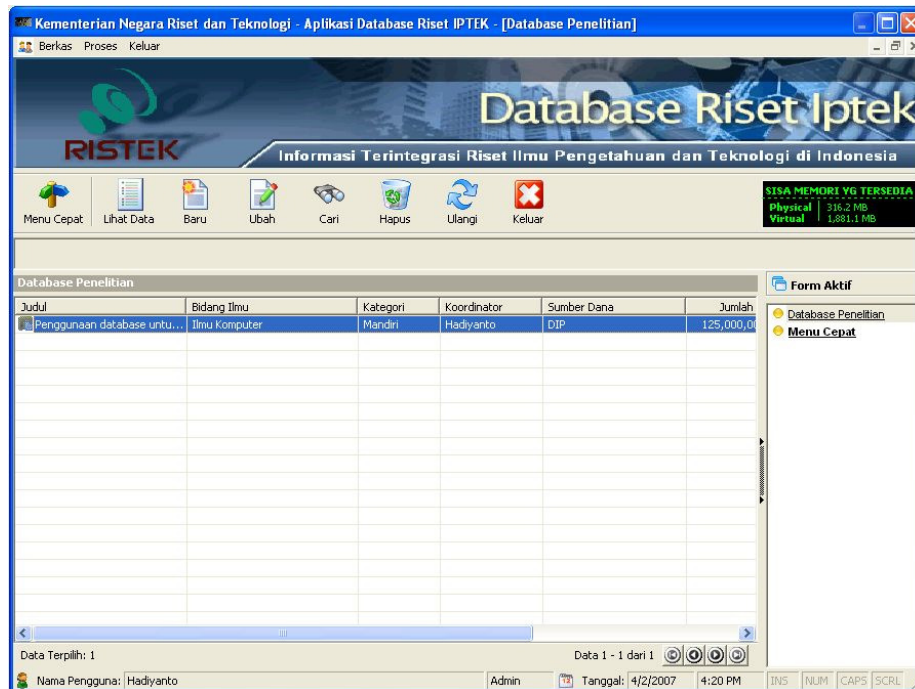 Kementerian Negara Riset dan Teknologi - Aplikasi Database Riset IPTEK - [Database Penelitian]
Berkas Proses Keluar
RISTEK
Database Riset Iptek
Informasi Terintegrasi Riset Ilmu Pengetahuan dan Teknologi di Indonesia
Menu Cepat Lihat Data Baru Ubah Cari Hapus Ulangi Keluar
SISA MEMORI YG TERSEDIA
Physical 316.2 MB
Virtual 1,881.1 MB
Database Penelitian
Form Aktif
Judul Bidang Ilmu Kategori Koordinator Sumber Dana Jumlah
Penggunaan database untu... Ilmu Komputer Mandiri Hadiyanto DIP 125,000,00
Database Penelitian
Menu Cepat
Data Terpilih: 1
Data 1 - 1 dari 1
Nama Pengguna: Hadiyanto Admin Tanggal: 4/2/2007 4:20 PM INS NUM CAPS SCRL